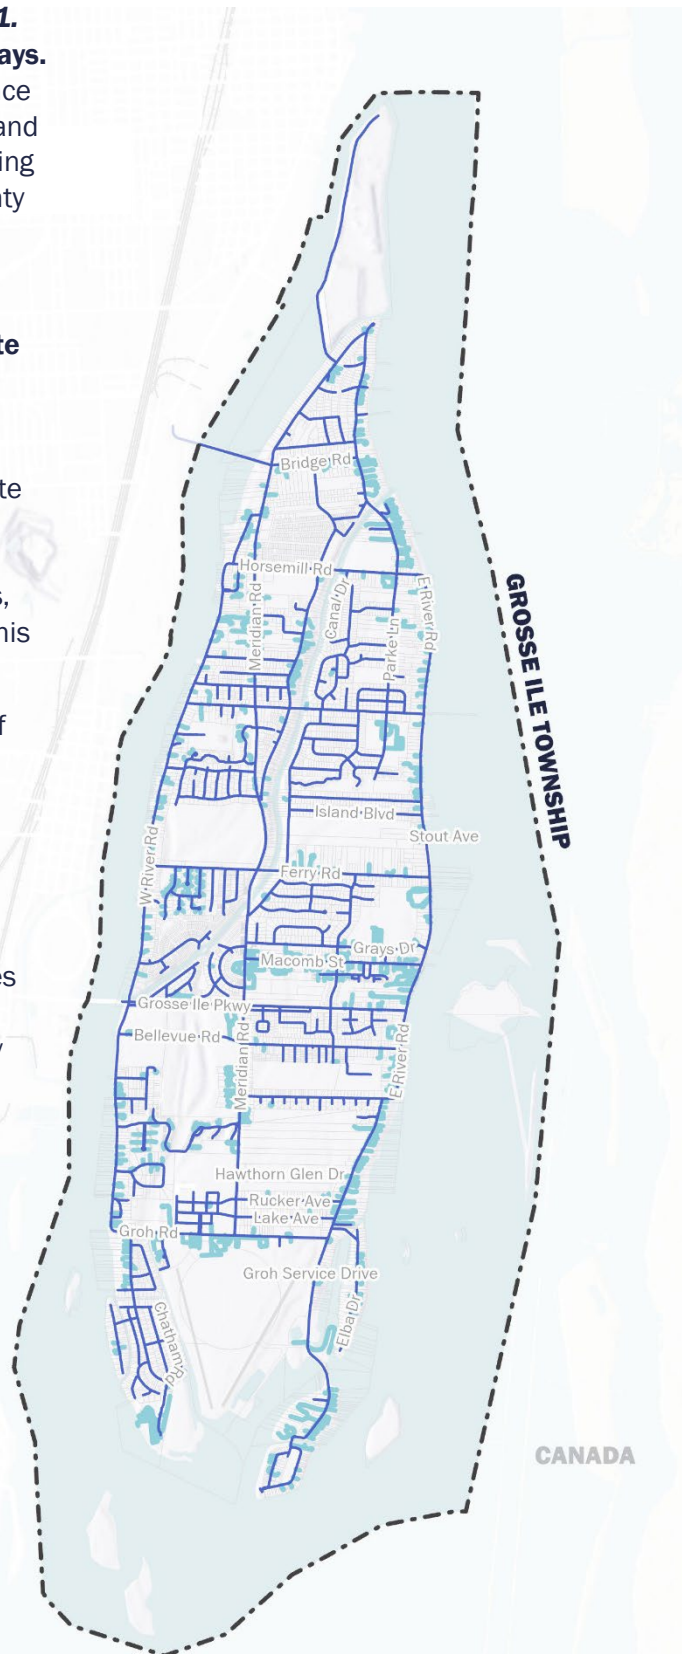 1.
ays.
ce
and
ing
nty
te
te
s,
his
f
es
y
Bridge Rd
Horsemill Rd
Meridian Rd
Canal Dr
Parke Ln
E River Rd
GROSSE ILE TOWNSHIP
Island Blvd
Stout Ave
W River Rd
Ferry Rd
Grays Dr
Macomb St
Grosse Ile Pkwy
Bellevue Rd
Meridian Rd
E River Rd
Hawthorn Glen Dr
Rucker Ave
Lake Ave
Groh Rd
Groh Service Drive
Chatham Rd
Elba Dr
CANADA